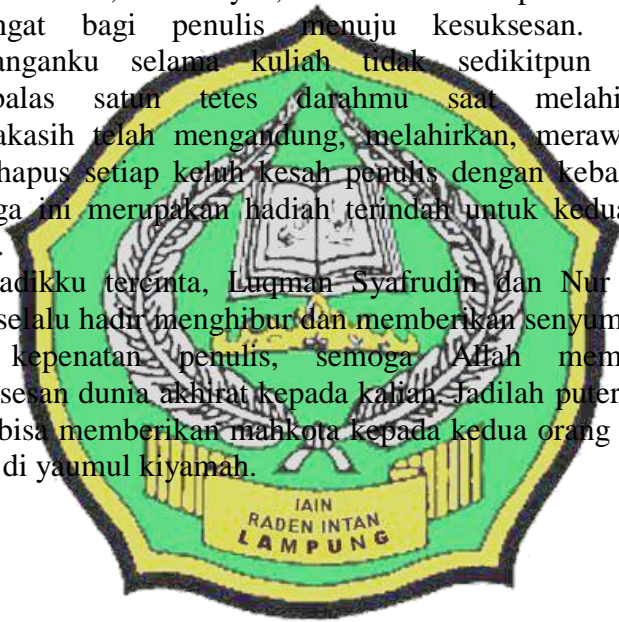 ngat bagi penulis menuju kesuksesan.
anganku selama kuliah tidak sedikitpun
balas satun tetes darahmu saat melahi
akasih telah mengandung, melahirkan, meraw
hapus setiap keluh kesah penulis dengan keba
ga ini merupakan hadiah terindah untuk kedua
.
adikku tercinta, Luqman Syafrudin dan Nur
selalu hadir menghibur dan memberikan senyum
kepenatan penulis, semoga Allah mem
sesan dunia akhirat kepada kalian. Jadilah puter
bisa memberikan mahkota kepada kedua orang
di yaumul kiyamah.
IAIN
RADEN INTAN
LAMPUNG